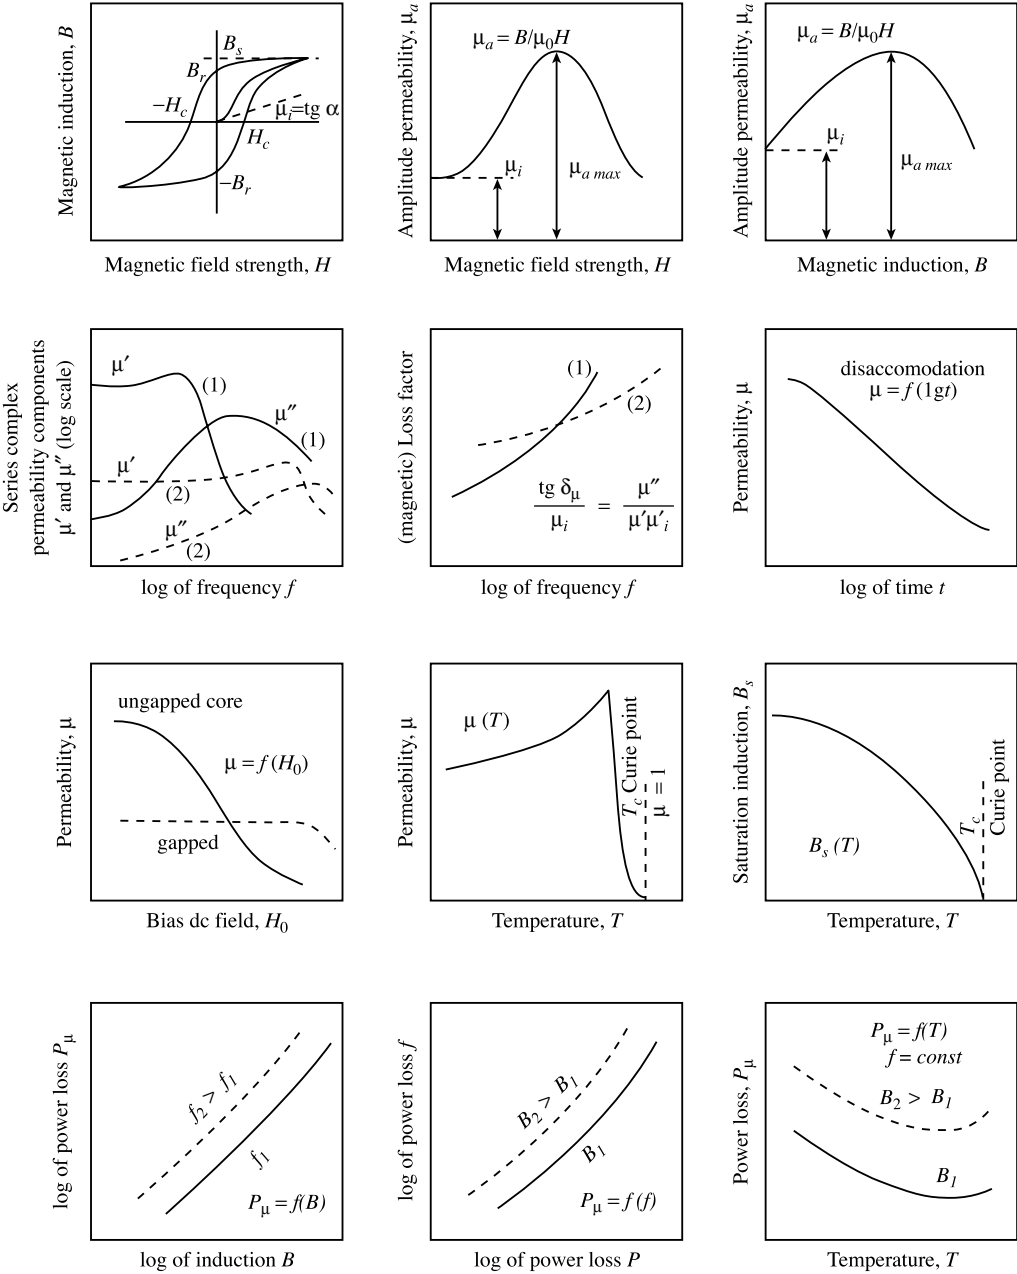 Magnetic induction, B
B_s
B_r
−H_c
μ_i=tg α
H_c
−B_r
Magnetic field strength, H
Amplitude permeability, μ_a
μ_a = B/μ_0H
μ_i
μ_a max
Magnetic field strength, H
Amplitude permeability, μ_a
μ_a = B/μ_0H
μ_i
μ_a max
Magnetic induction, B
Series complex
permeability components
μ′ and μ″ (log scale)
μ′
(1)
μ″
(1)
μ′
(2)
μ″
(2)
log of frequency f
(magnetic) Loss factor
(1)
(2)
tg δ_μ / μ_i = μ″ / μ′μ′_i
log of frequency f
Permeability, μ
disaccomodation
μ = f (1gt)
log of time t
Permeability, μ
ungapped core
μ = f (H_0)
gapped
Bias dc field, H_0
Permeability, μ
μ (T)
T_c Curie point
μ = 1
Temperature, T
Saturation induction, B_s
B_s (T)
T_c
Curie point
Temperature, T
log of power loss P_μ
f_2 > f_1
f_1
P_μ = f(B)
log of induction B
log of power loss f
B_2 > B_1
B_1
P_μ = f (f)
log of power loss P
Power loss, P_μ
P_μ = f(T)
f = const
B_2 > B_1
B_1
Temperature, T